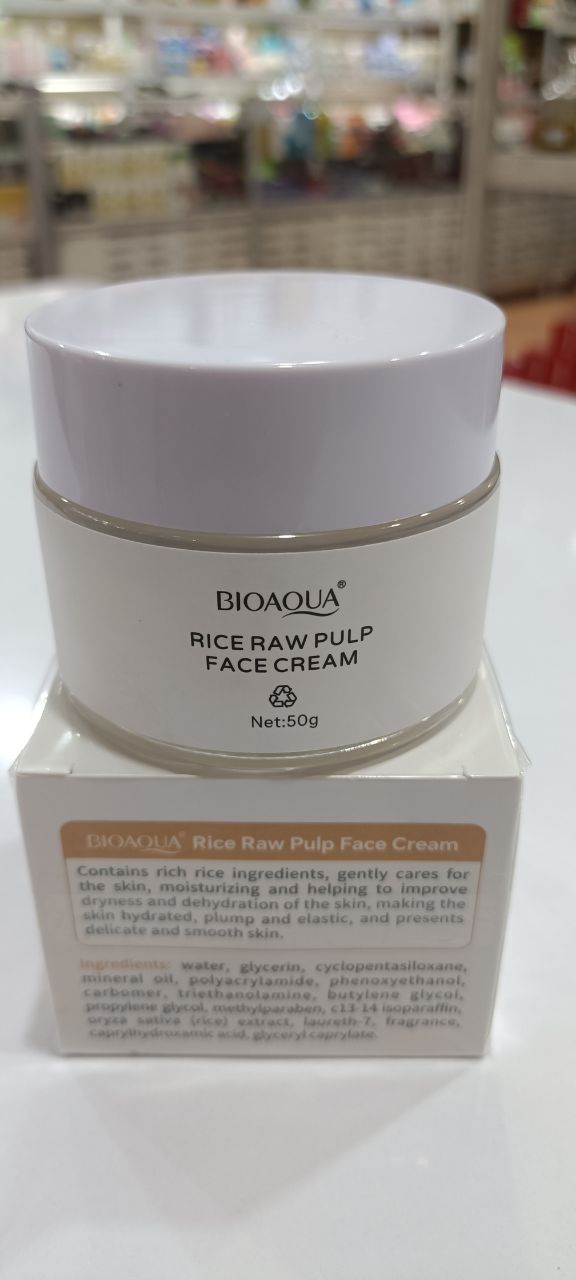 BIOAQUA®
RICE RAW PULP
FACE CREAM
Net:50g
BIOAQUA® Rice Raw Pulp Face Cream
Contains rich rice ingredients, gently cares for
the skin, moisturizing and helping to improve
dryness and dehydration of the skin, making the
skin hydrated, plump and elastic, and presents
delicate and smooth skin.
Ingredients: water, glycerin, cyclopentasiloxane,
mineral oil, polyacrylamide, phenoxyethanol,
carbomer, triethanolamine, butylene glycol,
propylene glycol, methylparaben, c13-14 isoparaffin,
oryza sativa (rice) extract, laureth-7, fragrance,
caprylhydroxamic acid, glyceryl caprylate.